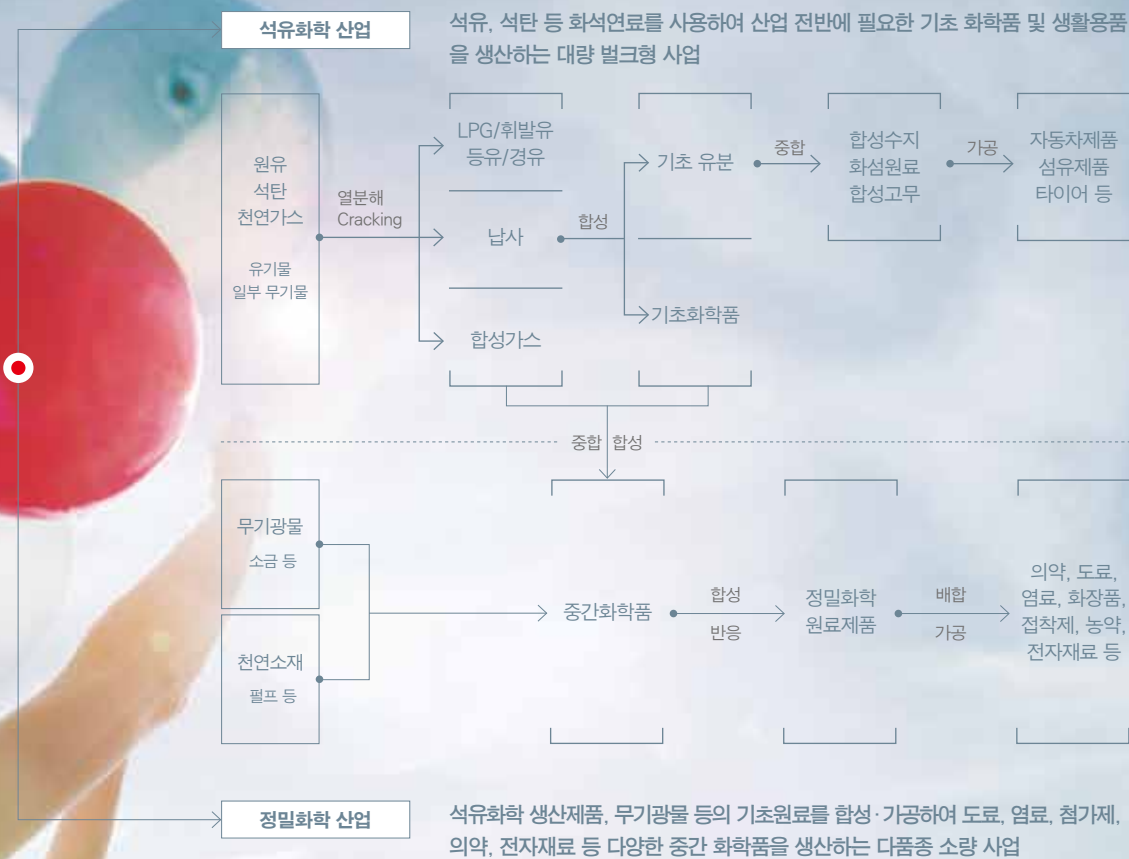 석유화학 산업
석유, 석탄 등 화석연료를 사용하여 산업 전반에 필요한 기초 화학품 및 생활용품
을 생산하는 대량 벌크형 사업
원유
석탄
천연가스
유기물
일부 무기물
열분해
Cracking
LPG/휘발유
등유/경유
납사
합성가스
합성
기초 유분
기초화학품
중합
합성수지
화섬원료
합성고무
가공
자동차제품
섬유제품
타이어 등
중합 합성
무기광물
소금 등
천연소재
펄프 등
중간화학품
합성
반응
정밀화학
원료제품
배합
가공
의약, 도료,
염료, 화장품,
접착제, 농약,
전자재료 등
정밀화학 산업
석유화학 생산제품, 무기광물 등의 기초원료를 합성·가공하여 도료, 염료, 첨가제,
의약, 전자재료 등 다양한 중간 화학품을 생산하는 다품종 소량 사업